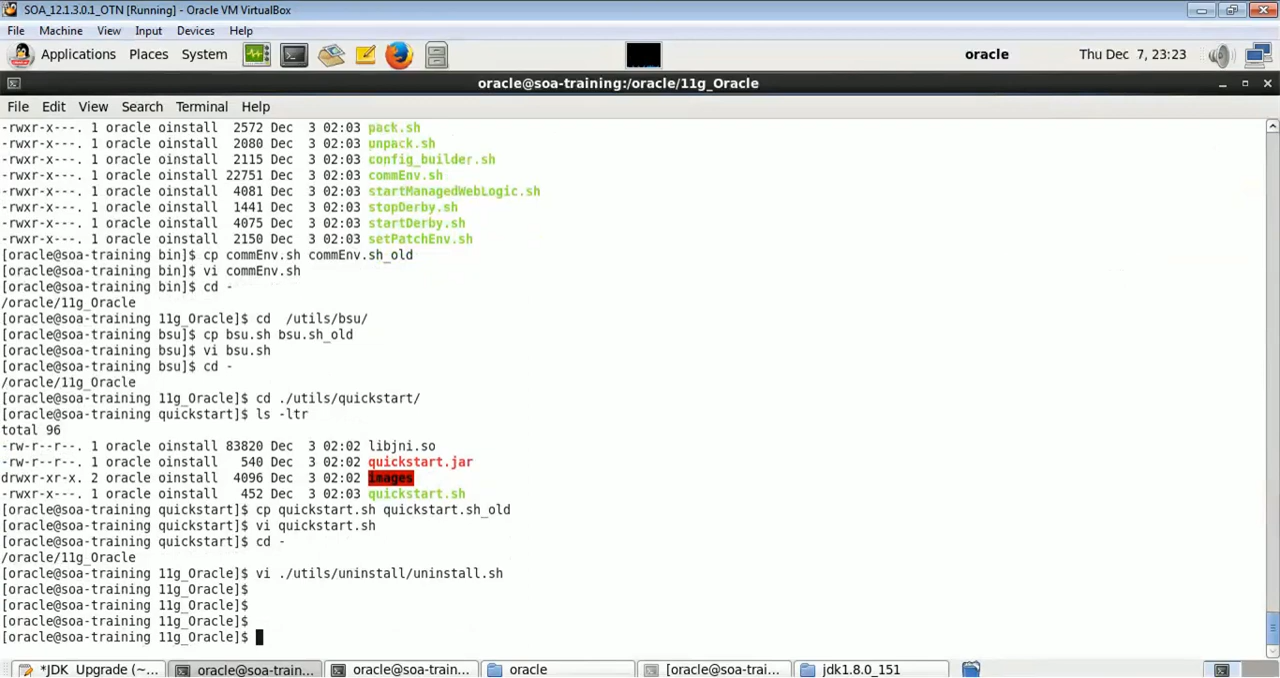 SOA_12.1.3.0.1_OTN [Running] - Oracle VM VirtualBox
File Machine View Input Devices Help
Applications Places System oracle Thu Dec 7, 23:23
oracle@soa-training:/oracle/11g_Oracle
File Edit View Search Terminal Help
-rwxr-x---. 1 oracle oinstall 2572 Dec 3 02:03 pack.sh
-rwxr-x---. 1 oracle oinstall 2080 Dec 3 02:03 unpack.sh
-rwxr-x---. 1 oracle oinstall 2115 Dec 3 02:03 config_builder.sh
-rwxr-x---. 1 oracle oinstall 22751 Dec 3 02:03 commEnv.sh
-rwxr-x---. 1 oracle oinstall 4081 Dec 3 02:03 startManagedWebLogic.sh
-rwxr-x---. 1 oracle oinstall 1441 Dec 3 02:03 stopDerby.sh
-rwxr-x---. 1 oracle oinstall 4075 Dec 3 02:03 startDerby.sh
-rwxr-x---. 1 oracle oinstall 2150 Dec 3 02:03 setPatchEnv.sh
[oracle@soa-training bin]$ cp commEnv.sh commEnv.sh_old
[oracle@soa-training bin]$ vi commEnv.sh
[oracle@soa-training bin]$ cd -
/oracle/11g_Oracle
[oracle@soa-training 11g_Oracle]$ cd  /utils/bsu/
[oracle@soa-training bsu]$ cp bsu.sh bsu.sh_old
[oracle@soa-training bsu]$ vi bsu.sh
[oracle@soa-training bsu]$ cd -
/oracle/11g_Oracle
[oracle@soa-training 11g_Oracle]$ cd ./utils/quickstart/
[oracle@soa-training quickstart]$ ls -ltr
total 96
-rw-r--r--. 1 oracle oinstall 83820 Dec 3 02:02 libjni.so
-rw-r--r--. 1 oracle oinstall 540 Dec 3 02:02 quickstart.jar
drwxr-xr-x. 2 oracle oinstall 4096 Dec 3 02:02 images
-rwxr-x---. 1 oracle oinstall 452 Dec 3 02:03 quickstart.sh
[oracle@soa-training quickstart]$ cp quickstart.sh quickstart.sh_old
[oracle@soa-training quickstart]$ vi quickstart.sh
[oracle@soa-training quickstart]$ cd -
/oracle/11g_Oracle
[oracle@soa-training 11g_Oracle]$ vi ./utils/uninstall/uninstall.sh
[oracle@soa-training 11g_Oracle]$
[oracle@soa-training 11g_Oracle]$
[oracle@soa-training 11g_Oracle]$
[oracle@soa-training 11g_Oracle]$
*JDK Upgrade (~... oracle@soa-train... oracle@soa-train... oracle [oracle@soa-trai... jdk1.8.0_151